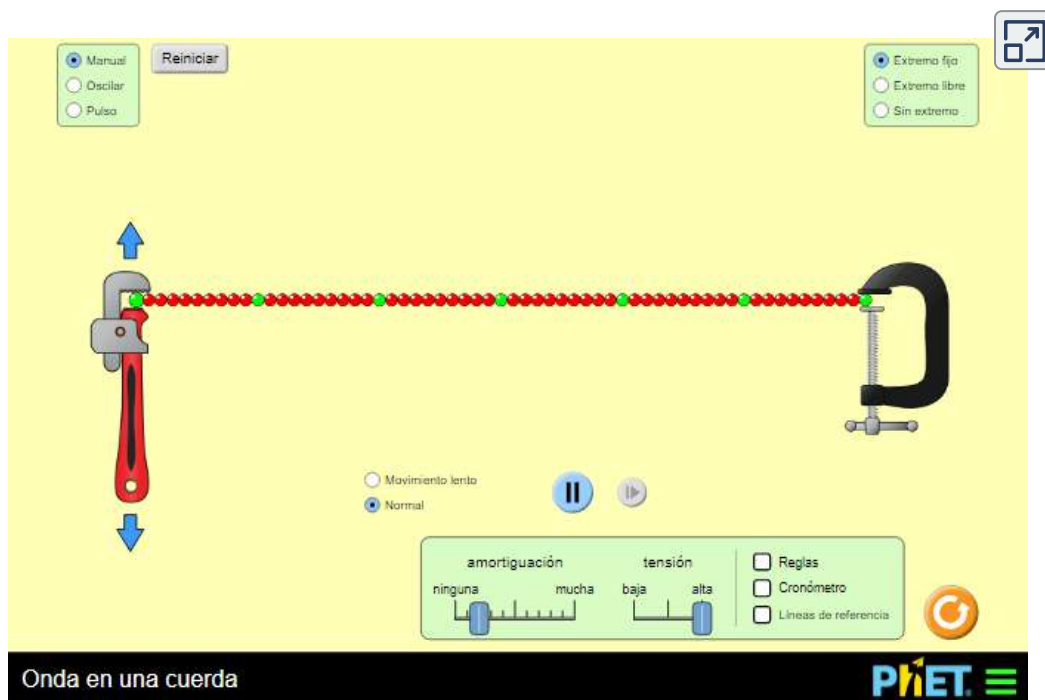 Manual
Oscilar
Pulso
Reiniciar
Extremo fijo
Extremo libre
Sin extremo
Movimiento lento
Normal
amortiguación
ninguna mucha
tensión
baja alta
Reglas
Cronómetro
Líneas de referencia
Onda en una cuerda
PhET